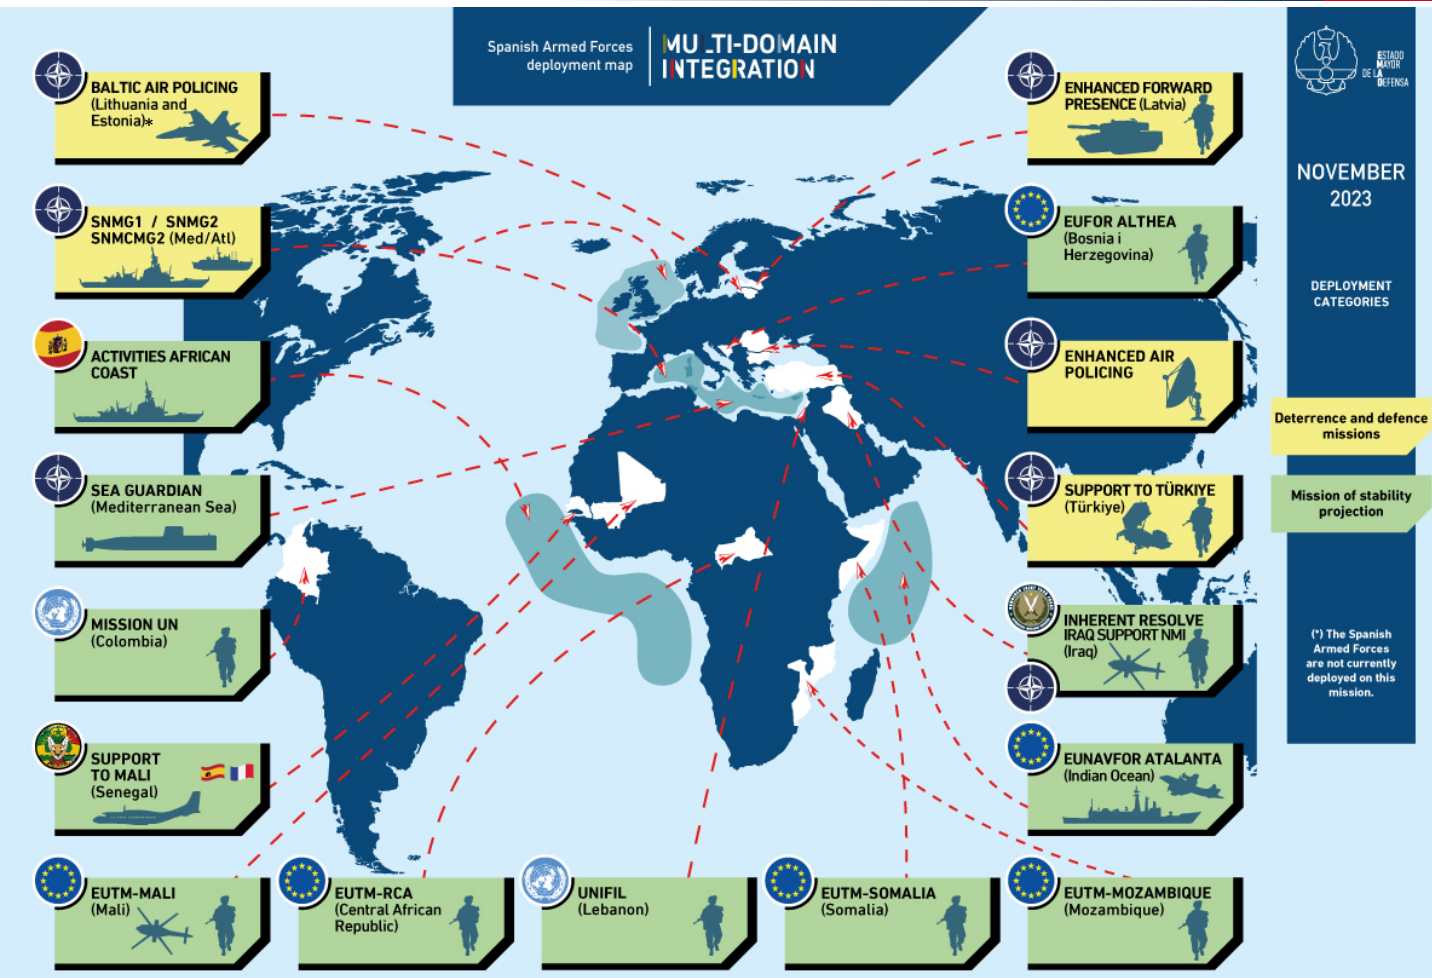 Spanish Armed Forces
deployment map
MULTI-DOMAIN
INTEGRATION
ESTADO
MAYOR
DE LA DEFENSA
NOVEMBER
2023
DEPLOYMENT
CATEGORIES
Deterrence and defence
missions
Mission of stability
projection
(*) The Spanish
Armed Forces
are not currently
deployed on this
mission.
BALTIC AIR POLICING
(Lithuania and
Estonia)*
SNMG1 / SNMG2
SNMCMG2 (Med/Atl)
ACTIVITIES AFRICAN
COAST
SEA GUARDIAN
(Mediterranean Sea)
MISSION UN
(Colombia)
SUPPORT
TO MALI
(Senegal)
EUTM-MALI
(Mali)
EUTM-RCA
(Central African
Republic)
UNIFIL
(Lebanon)
EUTM-SOMALIA
(Somalia)
EUTM-MOZAMBIQUE
(Mozambique)
ENHANCED FORWARD
PRESENCE (Latvia)
EUFOR ALTHEA
(Bosnia i
Herzegovina)
ENHANCED AIR
POLICING
SUPPORT TO TÜRKIYE
(Türkiye)
INHERENT RESOLVE
IRAQ SUPPORT NMI
(Iraq)
EUNAVFOR ATALANTA
(Indian Ocean)